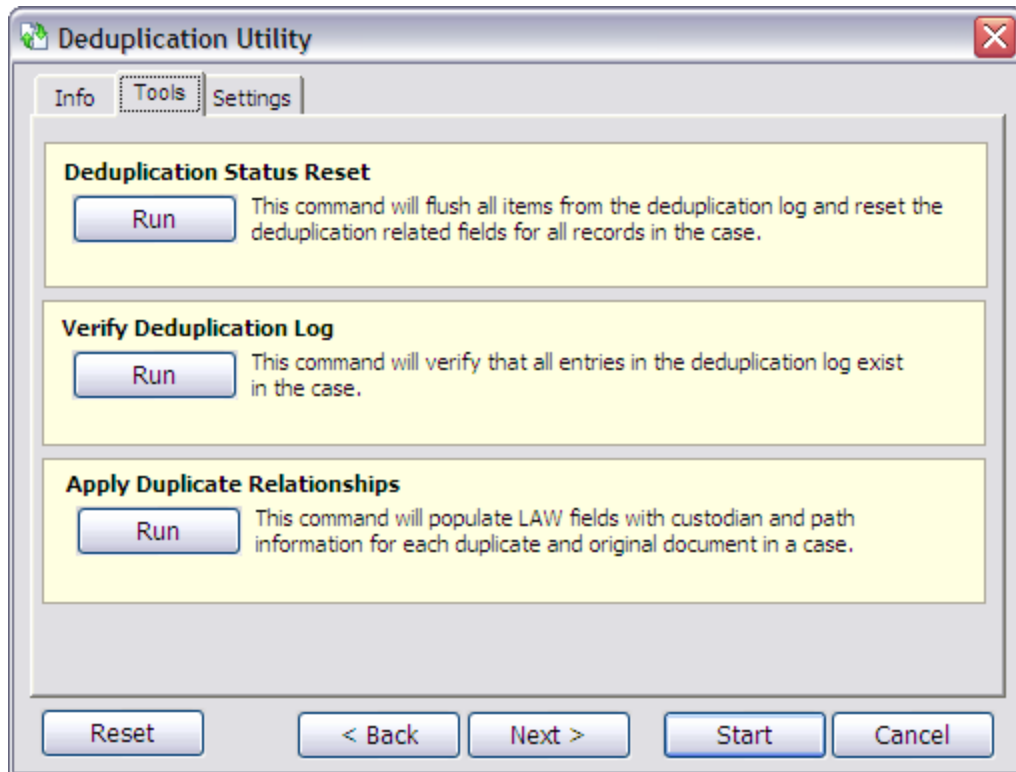 Deduplication Utility
Info Tools Settings
Deduplication Status Reset
Run
This command will flush all items from the deduplication log and reset the
deduplication related fields for all records in the case.
Verify Deduplication Log
Run
This command will verify that all entries in the deduplication log exist
in the case.
Apply Duplicate Relationships
Run
This command will populate LAW fields with custodian and path
information for each duplicate and original document in a case.
Reset < Back Next > Start Cancel